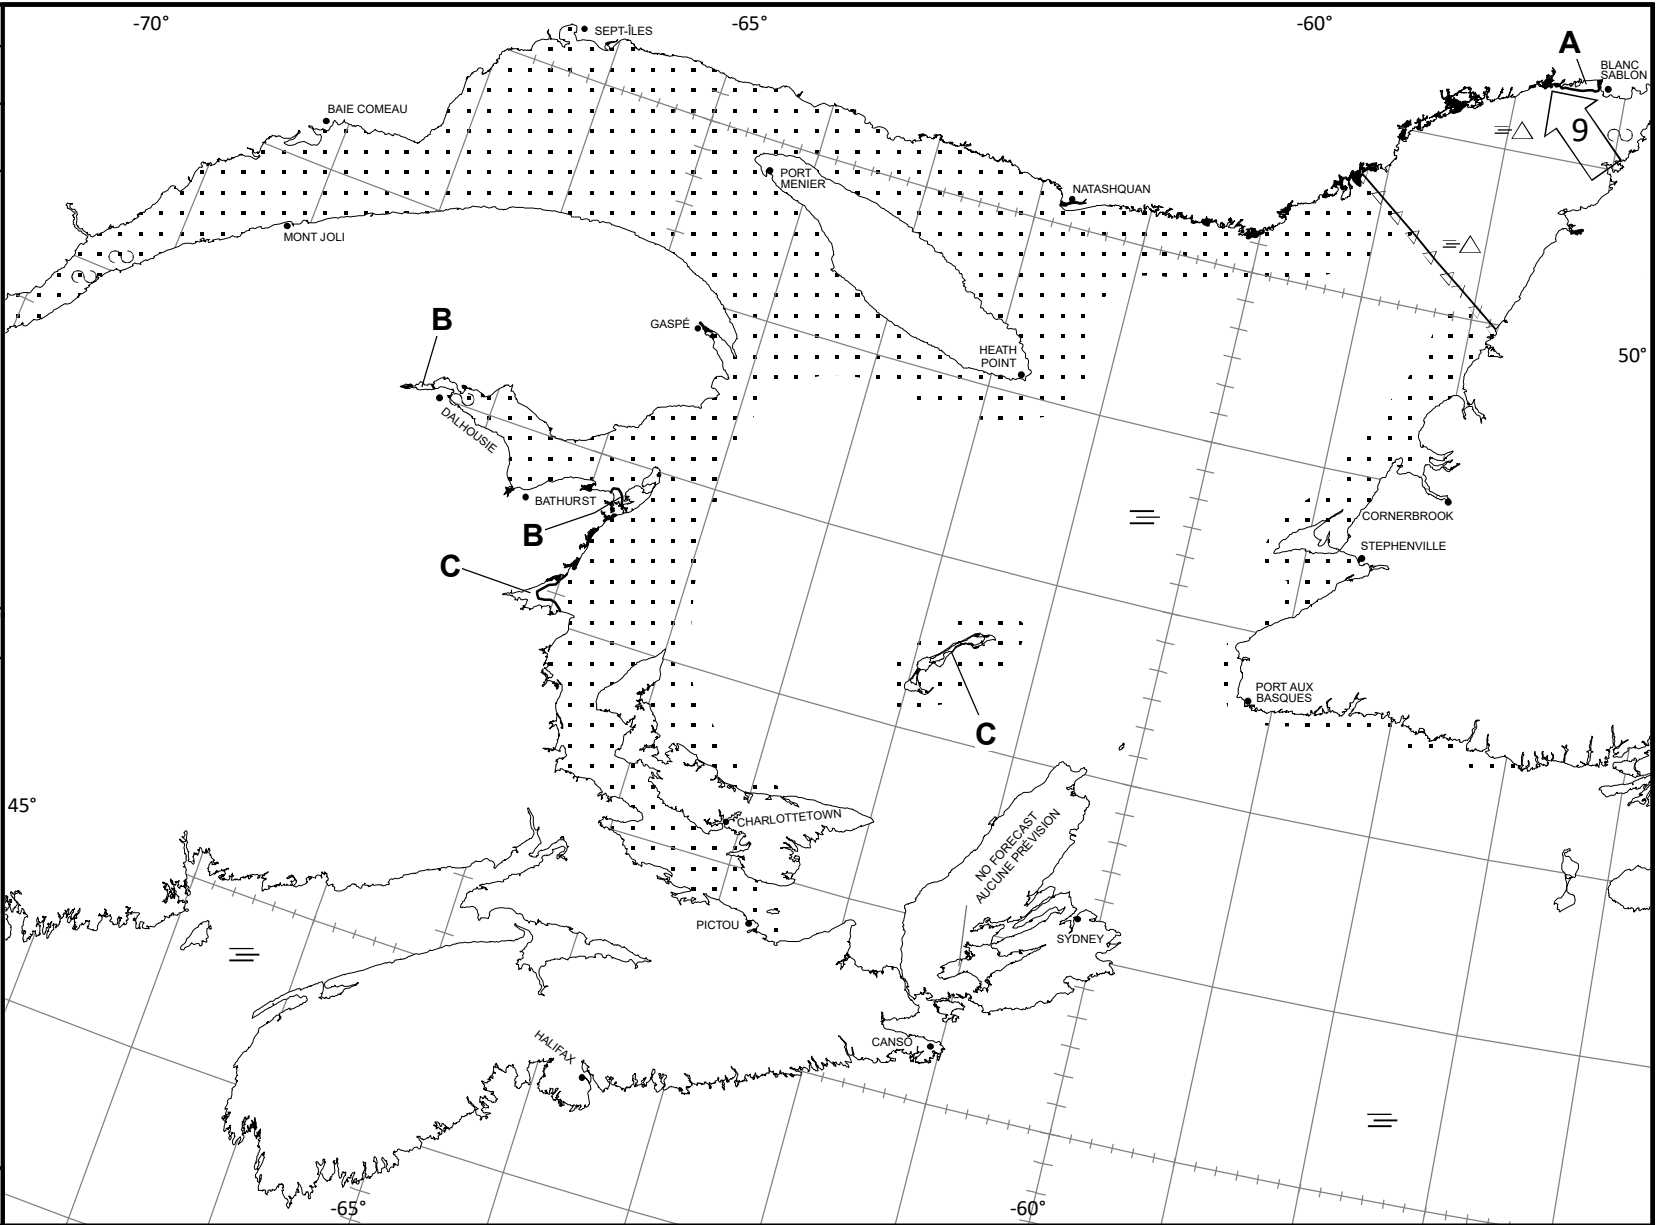 -70°
-65°
-60°
SEPT-ÎLES
A
BLANC
SABLON
BAIE COMEAU
9
PORT
MENIER
NATASHQUAN
MONT JOLI
B
GASPÉ
HEATH
POINT
50°
DALHOUSIE
BATHURST
B
CORNERBROOK
STEPHENVILLE
C
PORT AUX
BASQUES
C
45°
CHARLOTTETOWN
NO FORECAST
AUCUNE PRÉVISION
PICTOU
SYDNEY
HALIFAX
CANSO
-65°
-60°